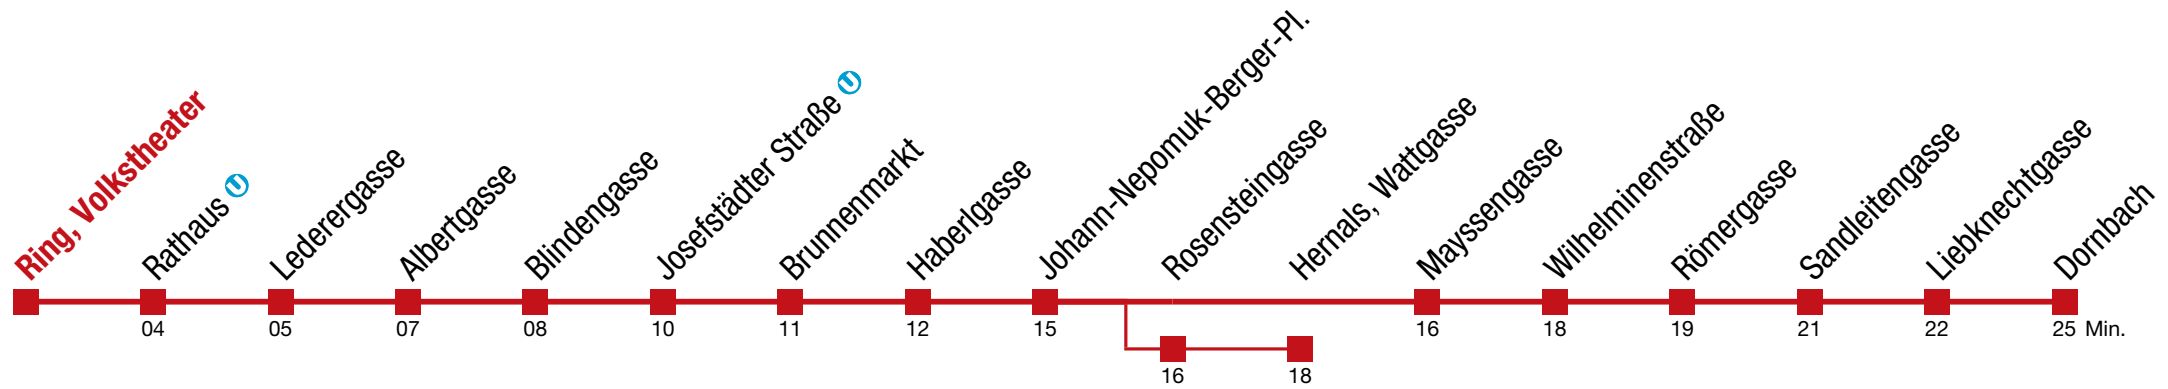 Ring, Volkstheater
Rathaus U
Lederergasse
Albertgasse
Blindengasse
Josefstädter Straße U
Brunnenmarkt
Haberlgasse
Johann-Nepomuk-Berger-Pl.
Rosensteingasse
Hernals, Wattgasse
Mayssengasse
Wilhelminenstraße
Römergasse
Sandleitengasse
Liebknechtgasse
Dornbach
04 05 07 08 10 11 12 15 16 18 19 21 22 25 Min.
16 18